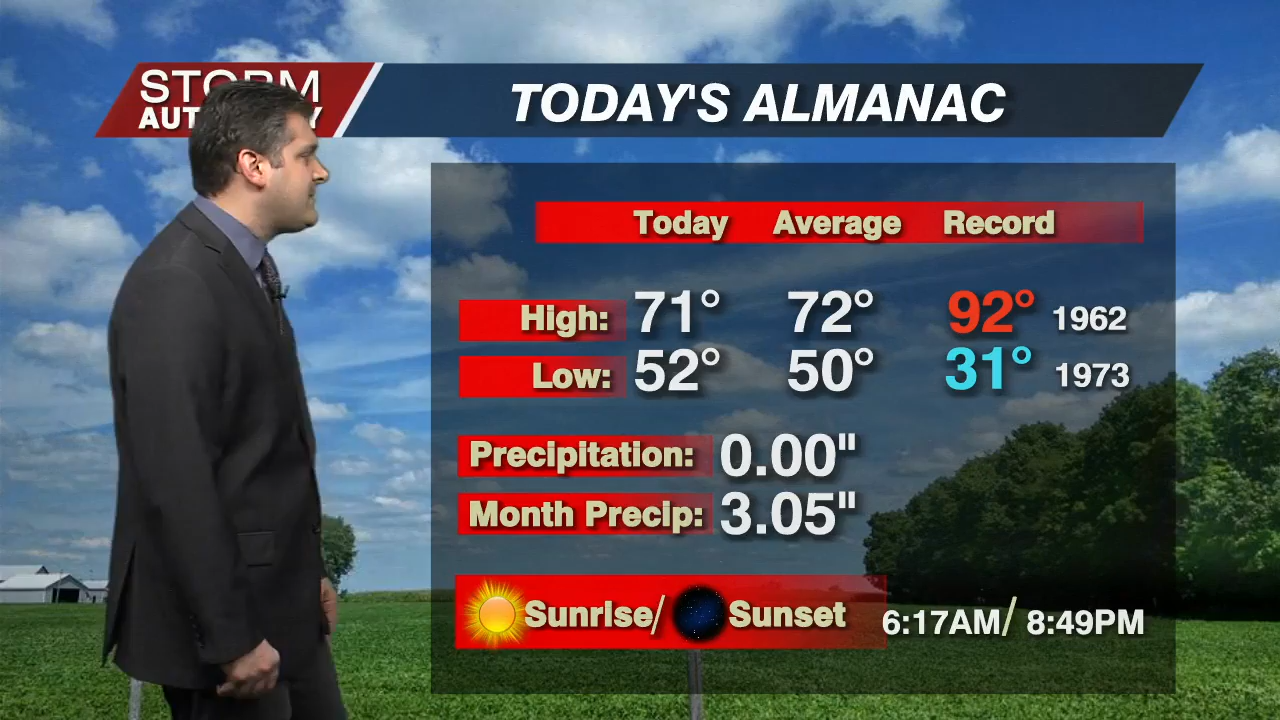 STORM
TODAY'S ALMANAC
Today Average Record
High: 71° 72° 92° 1962
Low: 52° 50° 31° 1973
Precipitation: 0.00"
Month Precip: 3.05"
Sunrise/ Sunset 6:17AM/ 8:49PM